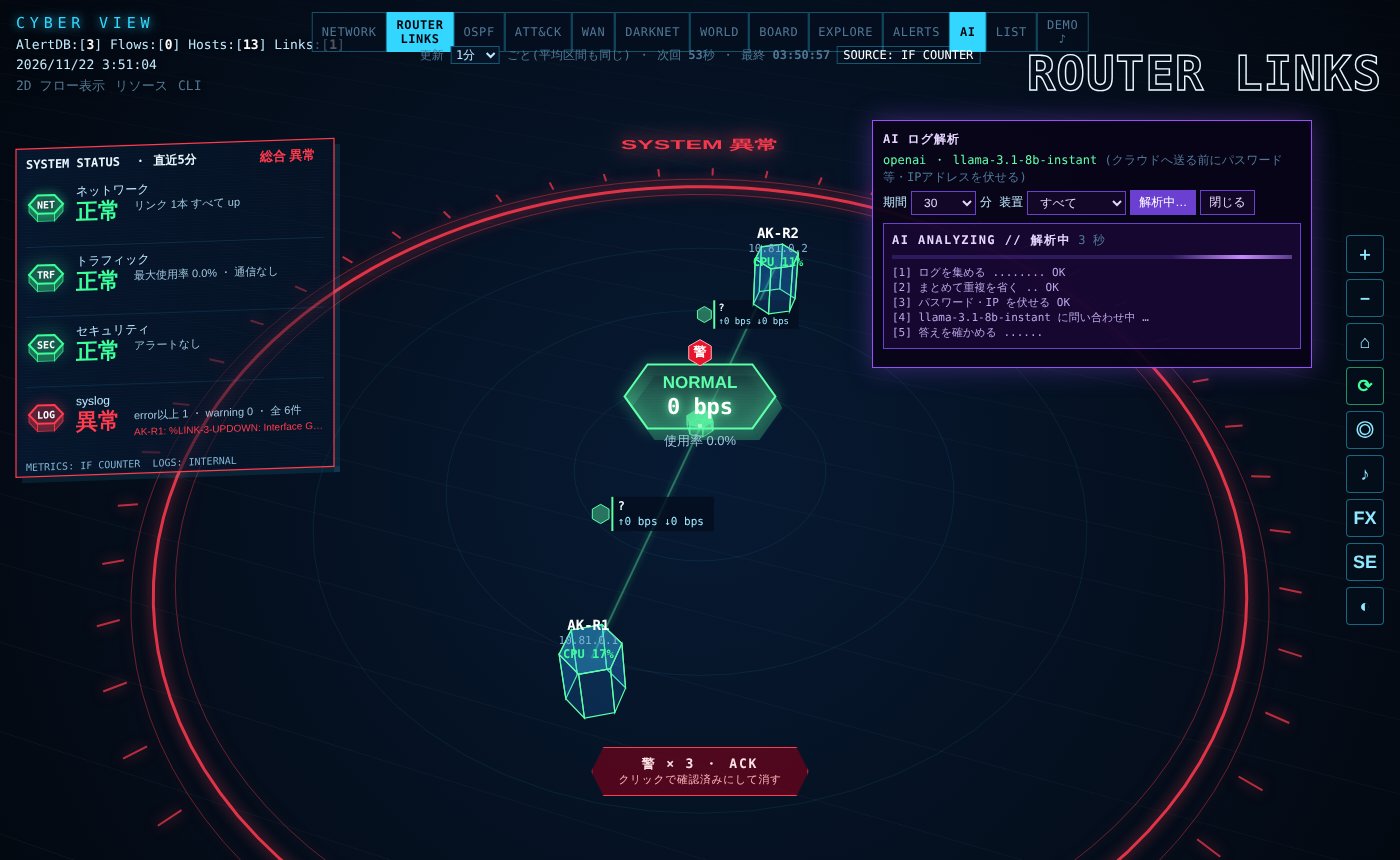 CYBER VIEW
AlertDB:[3] Flows:[0] Hosts:[13] Links:[1]
2026/11/22 3:51:04
2D フロー表示 リソース CLI
NETWORK
ROUTER LINKS
OSPF
ATT&CK
WAN
DARKNET
WORLD
BOARD
EXPLORE
ALERTS
AI
LIST
DEMO ♪
更新 1分 ごと(平均区間も同じ) · 次回 53秒 · 最終 03:50:57 SOURCE: IF COUNTER
ROUTER LINKS
SYSTEM 異常
SYSTEM STATUS ・ 直近5分 総合 異常
NET
ネットワーク
正常
リンク 1本 すべて up
TRF
トラフィック
正常
最大使用率 0.0% ・ 通信なし
SEC
セキュリティ
正常
アラートなし
LOG
syslog
異常
error以上 1 ・ warning 0 ・ 全 6件
AK-R1: %LINK-3-UPDOWN: Interface G…
METRICS: IF COUNTER LOGS: INTERNAL
AI ログ解析
openai ・ llama-3.1-8b-instant (クラウドへ送る前にパスワード
等・IPアドレスを伏せる)
期間 30 分 装置 すべて 解析中… 閉じる
AI ANALYZING // 解析中 3 秒
[1] ログを集める ........ OK
[2] まとめて重複を省く .. OK
[3] パスワード・IP を伏せる OK
[4] llama-3.1-8b-instant に問い合わせ中 …
[5] 答えを確かめる ......
AK-R2
10.81.0.2
CPU 11%
?
↑0 bps ↓0 bps
警
NORMAL
0 bps
使用率 0.0%
?
↑0 bps ↓0 bps
AK-R1
10.81.0.1
CPU 17%
警 × 3 ・ ACK
クリックで確認済みにして消す
+
−
⌂
⟳
◎
♪
FX
SE
◐